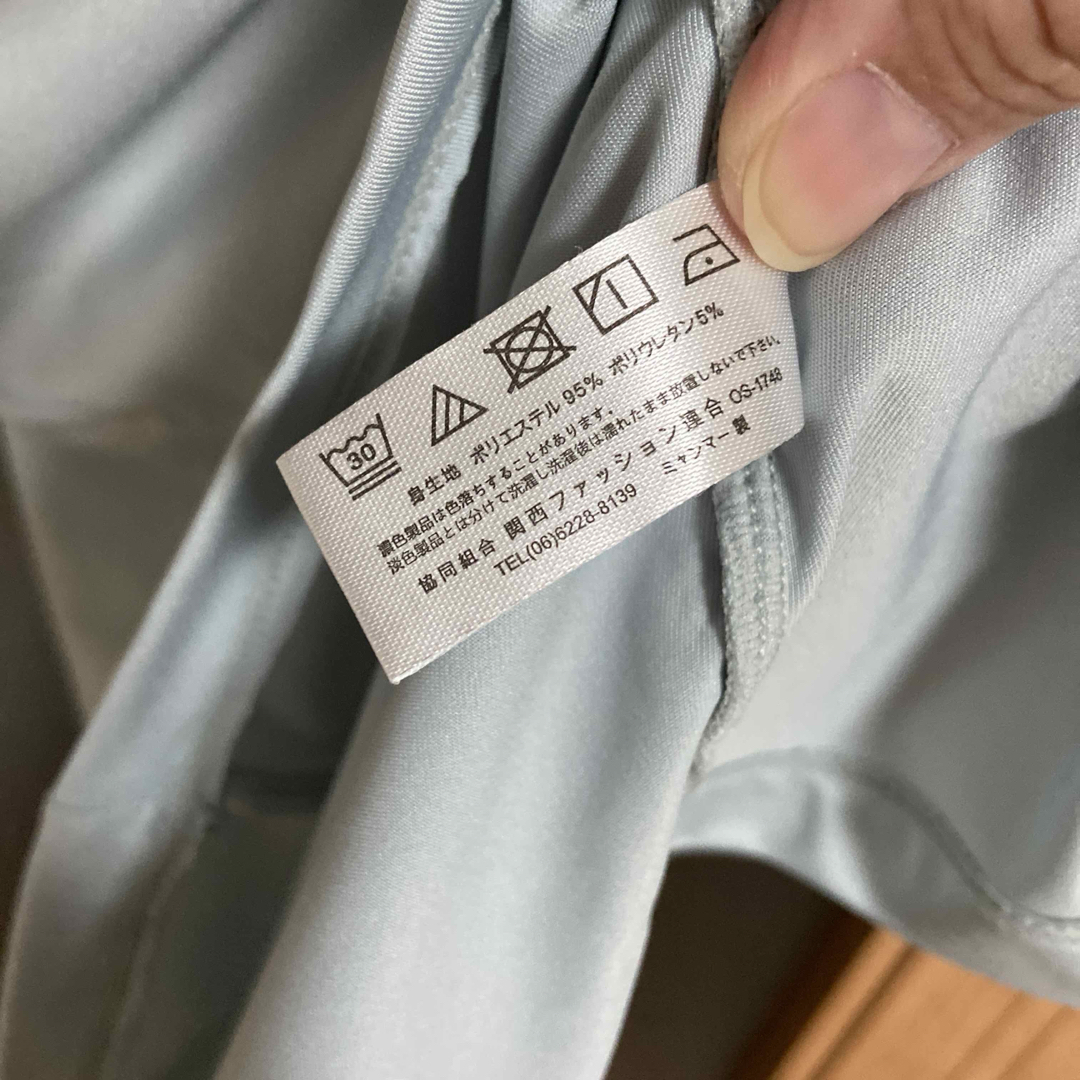 30
身生地 ポリエステル 95% ポリウレタン5%
濃色製品は色落ちすることがあります。
淡色製品とは分けて洗濯し洗濯後は濡れたまま放置しないで下さい。
協同組合 関西ファッション連合 OS-1748
TEL(06)6228-8139 ミャンマー製